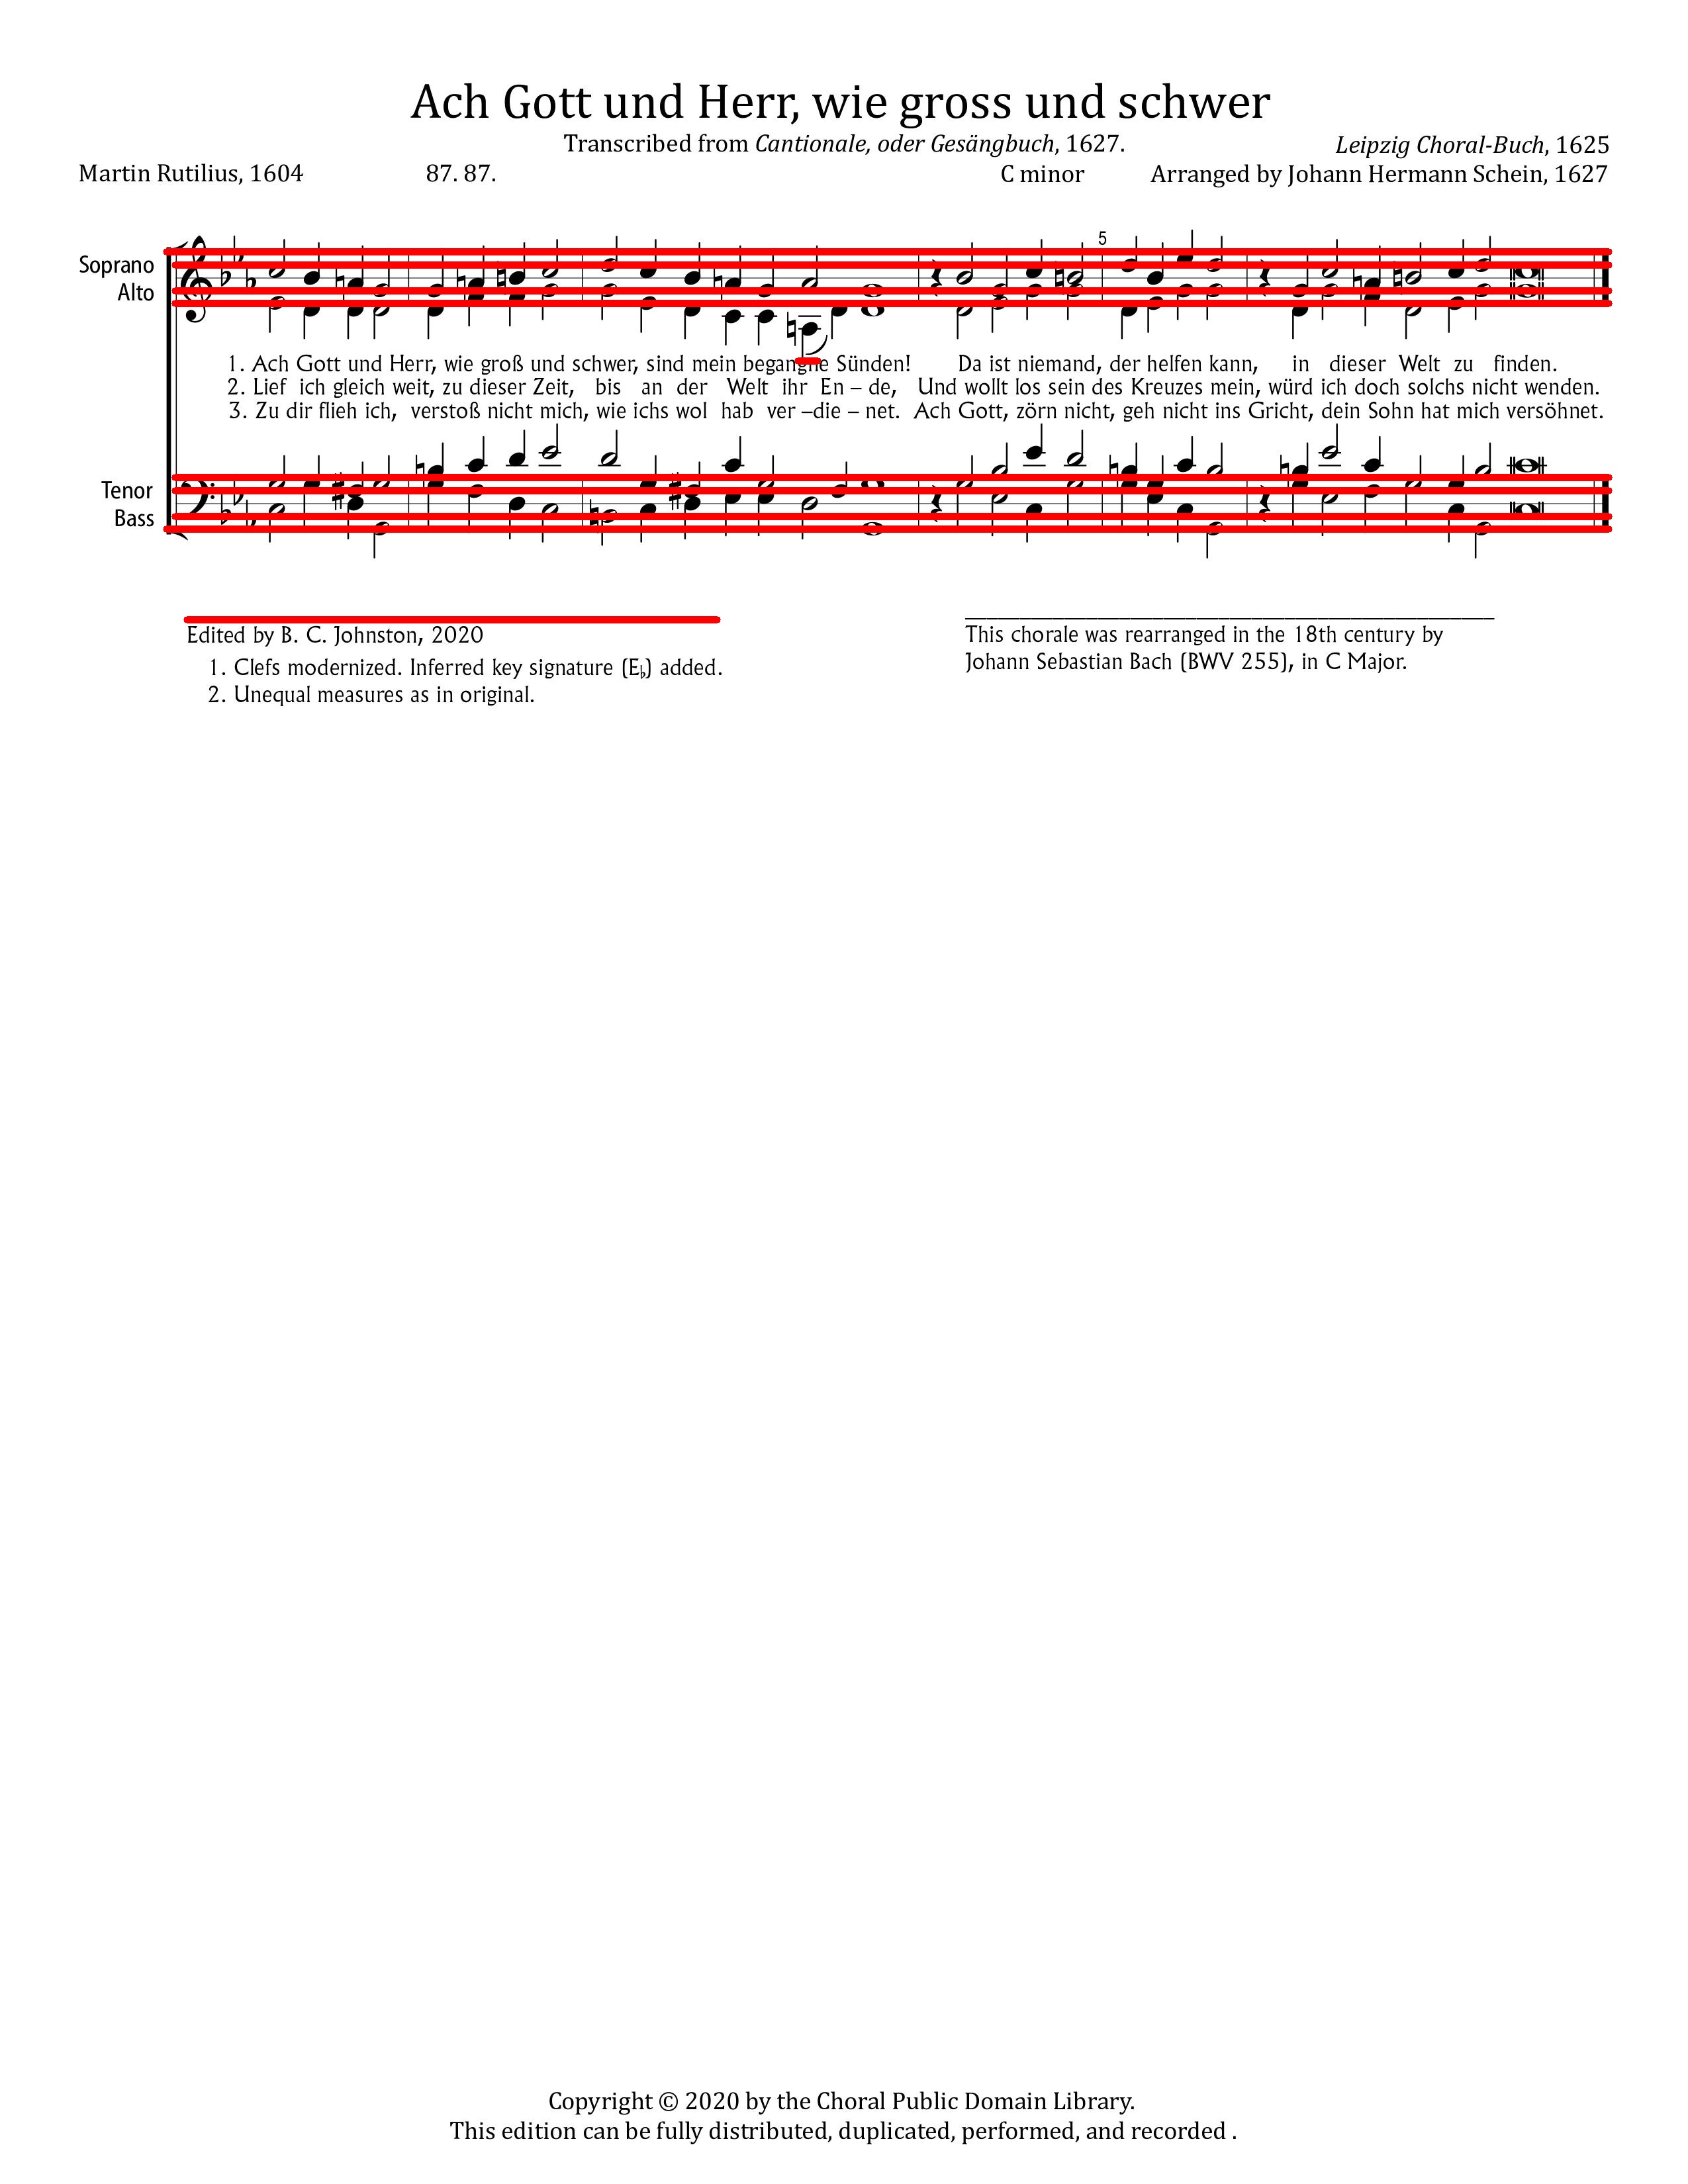 Ach Gott und Herr, wie gross und schwer
Transcribed from Cantionale, oder Gesängbuch, 1627.
Leipzig Choral-Buch, 1625
Martin Rutilius, 1604
87. 87.
C minor
Arranged by Johann Hermann Schein, 1627
5
Soprano
Alto
1. Ach Gott und Herr, wie groß und schwer, sind mein begangne Sünden! Da ist niemand, der helfen kann, in dieser Welt zu finden.
2. Lief ich gleich weit, zu dieser Zeit, bis an der Welt ihr En – de, Und wollt los sein des Kreuzes mein, würd ich doch solchs nicht wenden.
3. Zu dir flieh ich, verstoß nicht mich, wie ichs wol hab ver –die – net. Ach Gott, zörn nicht, geh nicht ins Gricht, dein Sohn hat mich versöhnet.
Tenor
Bass
Edited by B. C. Johnston, 2020
1. Clefs modernized. Inferred key signature (E♭) added.
2. Unequal measures as in original.
This chorale was rearranged in the 18th century by
Johann Sebastian Bach (BWV 255), in C Major.
Copyright © 2020 by the Choral Public Domain Library.
This edition can be fully distributed, duplicated, performed, and recorded .